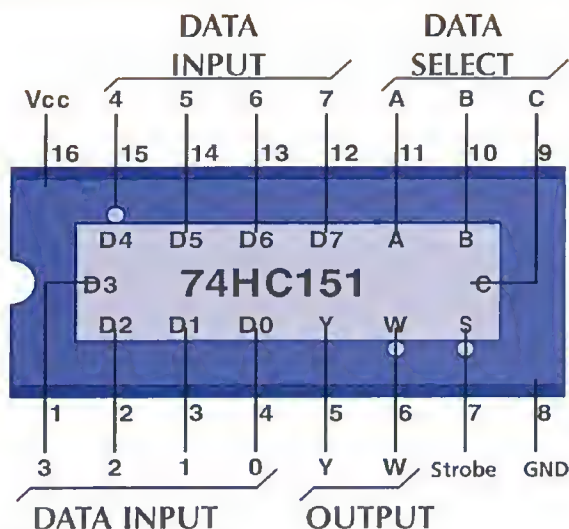 DATA INPUT
DATA SELECT
Vcc 4 5 6 7 A B C
16 15 14 13 12 11 10 9
D4 D5 D6 D7 A B
D3 74HC151 C
D2 D1 D0 Y W S
1 2 3 4 5 6 7 8
3 2 1 0 Y W Strobe GND
DATA INPUT OUTPUT